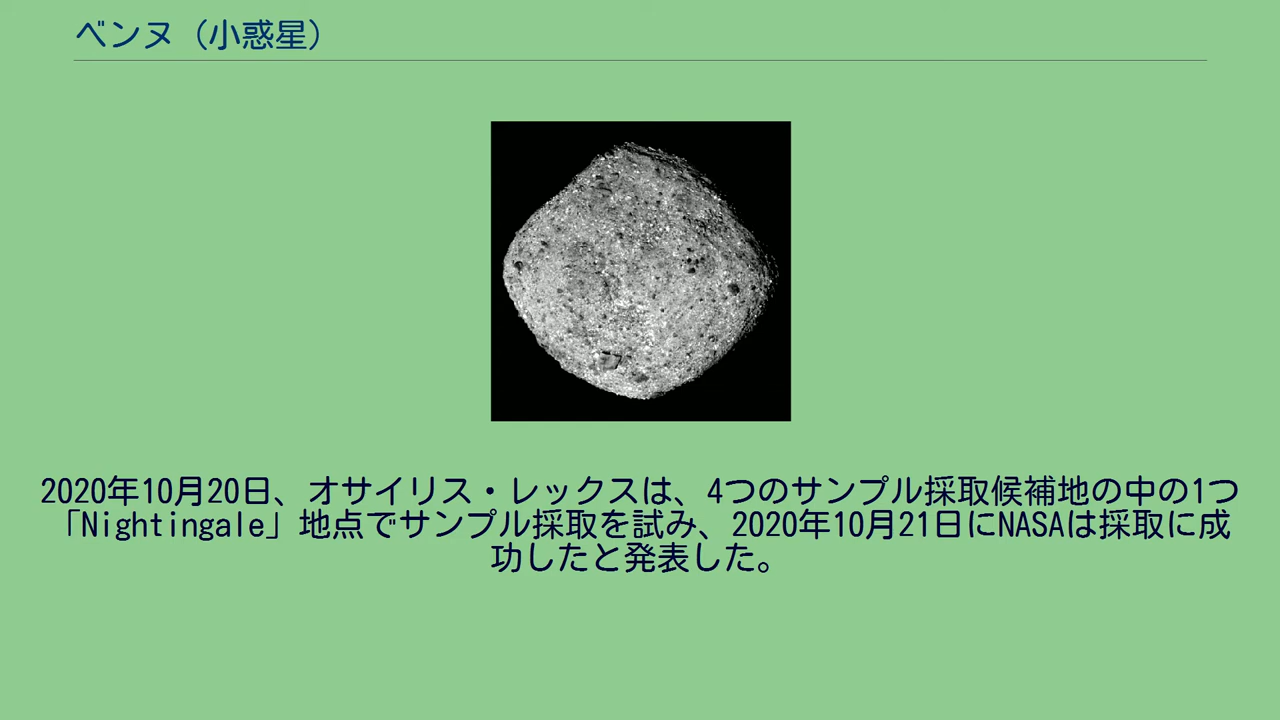 ベンヌ（小惑星）
2020年10月20日、オサイリス・レックスは、4つのサンプル採取候補地の中の1つ
「Nightingale」地点でサンプル採取を試み、2020年10月21日にNASAは採取に成
功したと発表した。